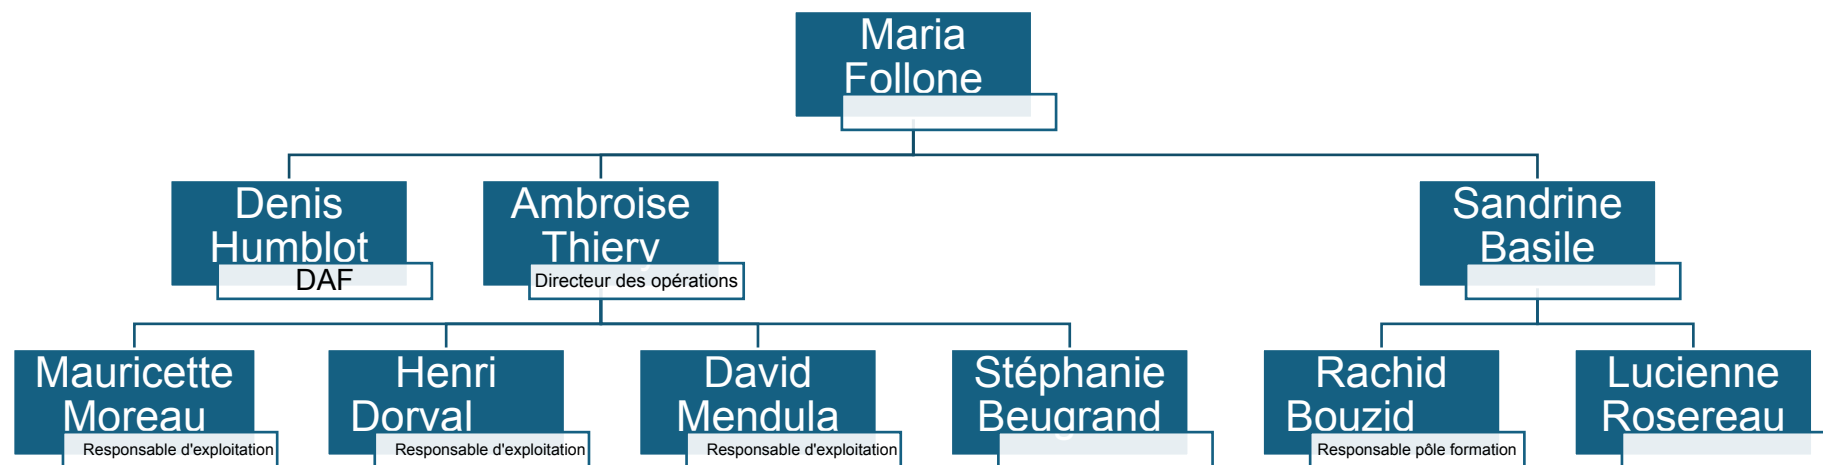 Maria
Follone
Denis
Humblot
DAF
Ambroise
Thiery
Directeur des opérations
Sandrine
Basile
Mauricette
Moreau
Responsable d'exploitation
Henri
Dorval
Responsable d'exploitation
David
Mendula
Responsable d'exploitation
Stéphanie
Beugrand
Rachid
Bouzid
Responsable pôle formation
Lucienne
Rosereau